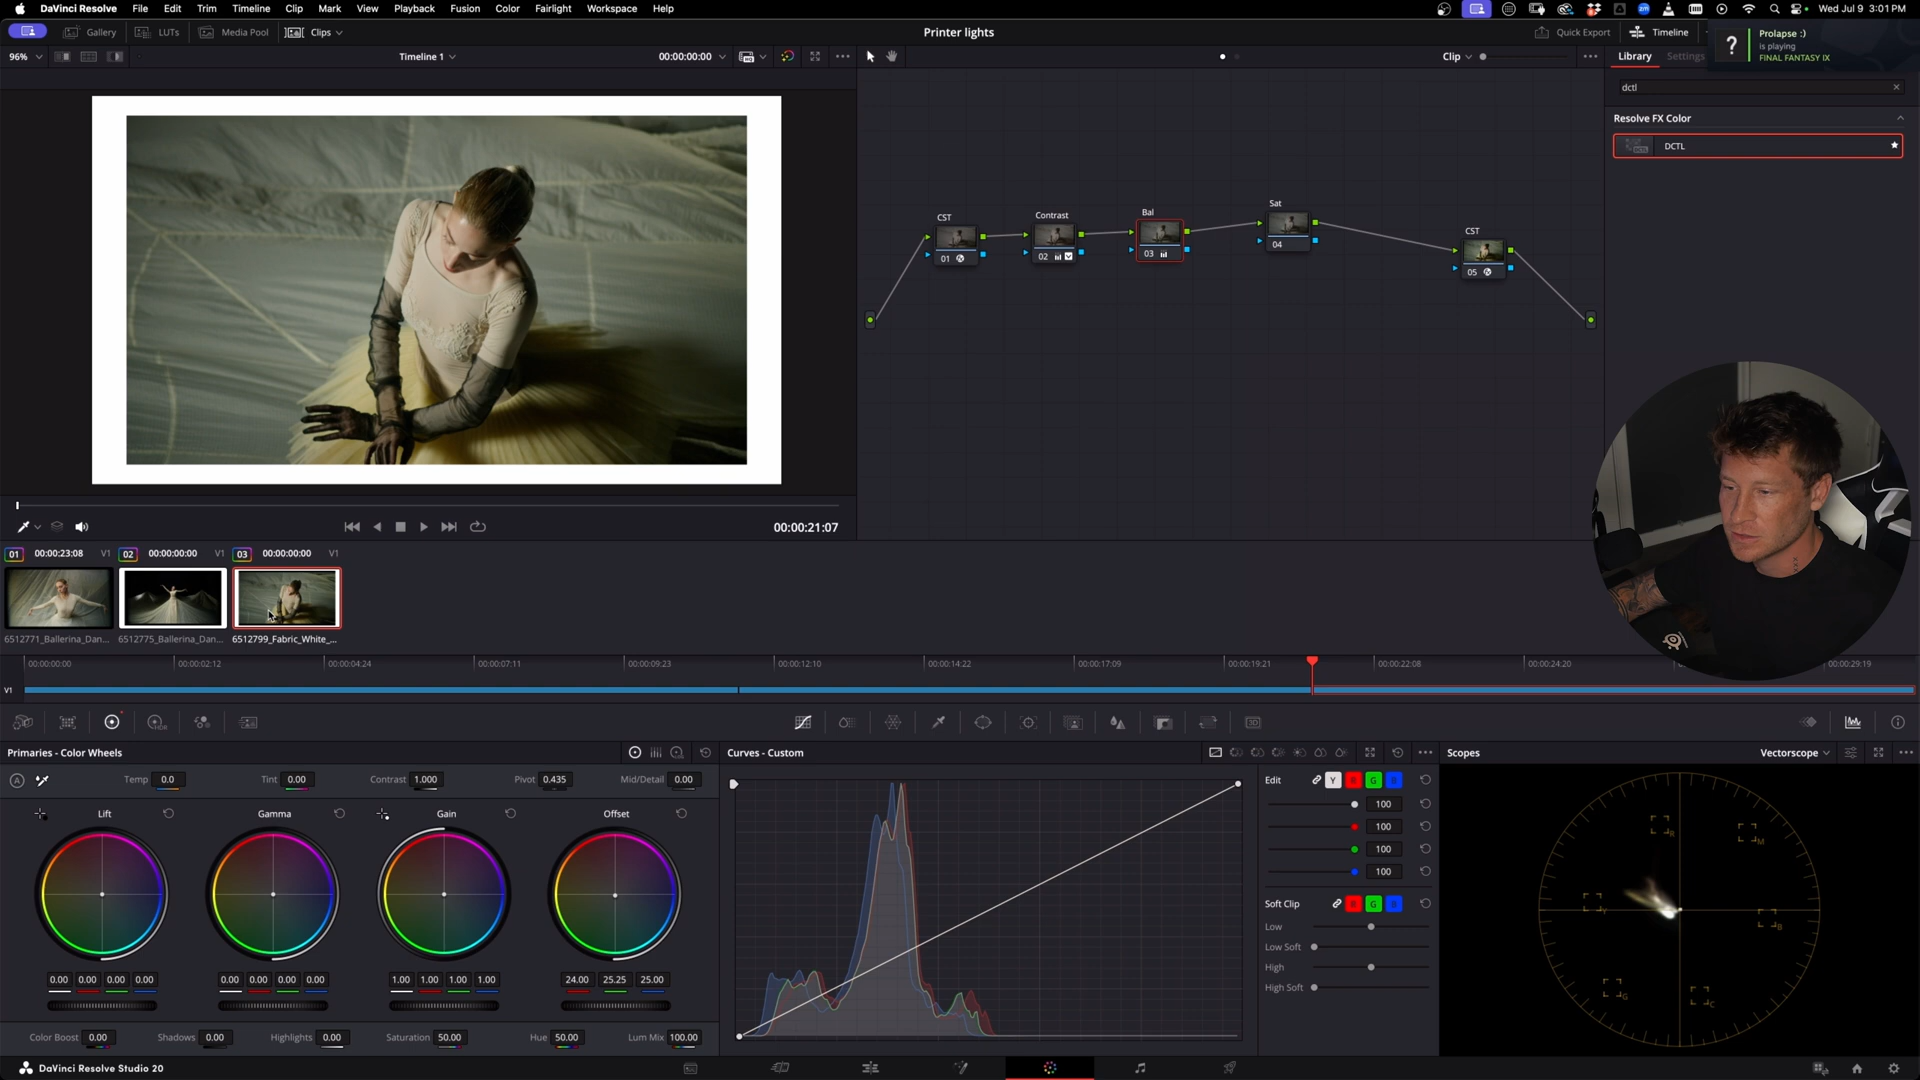 DaVinci Resolve File Edit Trim Timeline Clip Mark View Playback Fusion Color Fairlight Workspace Help
Wed Jul 9 3:01 PM
Gallery LUTs Media Pool Clips Printer lights Quick Export Timeline
Prolapse :)
is playing
FINAL FANTASY IX
96% Timeline 1 00:00:00:00 Clip Library Settings
dctl
Resolve FX Color
DCTL
CST
01
Contrast
02
Bal
03
Sat
04
CST
05
00:00:21:07
01 00:00:23:08 V1 02 00:00:00:00 V1 03 00:00:00:00 V1
6512771_Ballerina_Dan... 6512775_Ballerina_Dan... 6512799_Fabric_White_...
00:00:00:00 00:00:02:12 00:00:04:24 00:00:07:11 00:00:09:23 00:00:12:10 00:00:14:22 00:00:17:09 00:00:19:21 00:00:22:08 00:00:24:20 00:00:29:19
V1
Primaries - Color Wheels Curves - Custom Scopes Vectorscope
Temp 0.0 Tint 0.00 Contrast 1.000 Pivot 0.435 Mid/Detail 0.00
Lift Gamma Gain Offset
0.00 0.00 0.00 0.00 0.00 0.00 0.00 0.00 1.00 1.00 1.00 1.00 24.00 25.25 25.00
Color Boost 0.00 Shadows 0.00 Highlights 0.00 Saturation 50.00 Hue 50.00 Lum Mix 100.00
Edit Y R G B
100
100
100
100
Soft Clip R G B
Low
Low Soft
High
High Soft
R
M
Y
B
G
C
DaVinci Resolve Studio 20